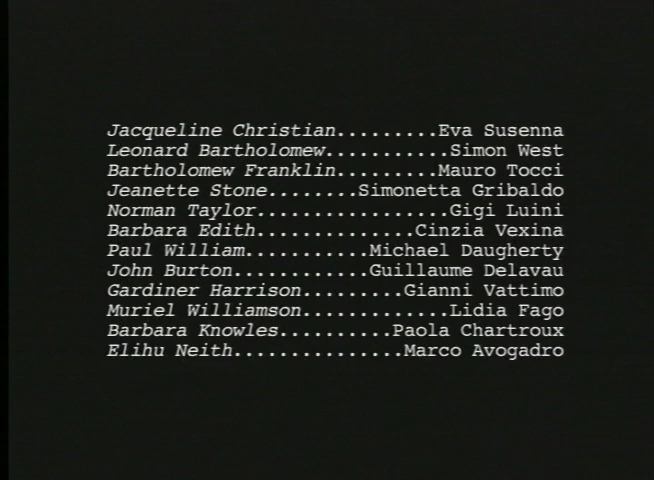 Jacqueline Christian.........Eva Susenna
Leonard Bartholomew...........Simon West
Bartholomew Franklin.........Mauro Tocci
Jeanette Stone........Simonetta Gribaldo
Norman Taylor.................Gigi Luini
Barbara Edith..............Cinzia Vexina
Paul William...........Michael Daugherty
John Burton............Guillaume Delavau
Gardiner Harrison.........Gianni Vattimo
Muriel Williamson.............Lidia Fago
Barbara Knowles..........Paola Chartroux
Elihu Neith...............Marco Avogadro